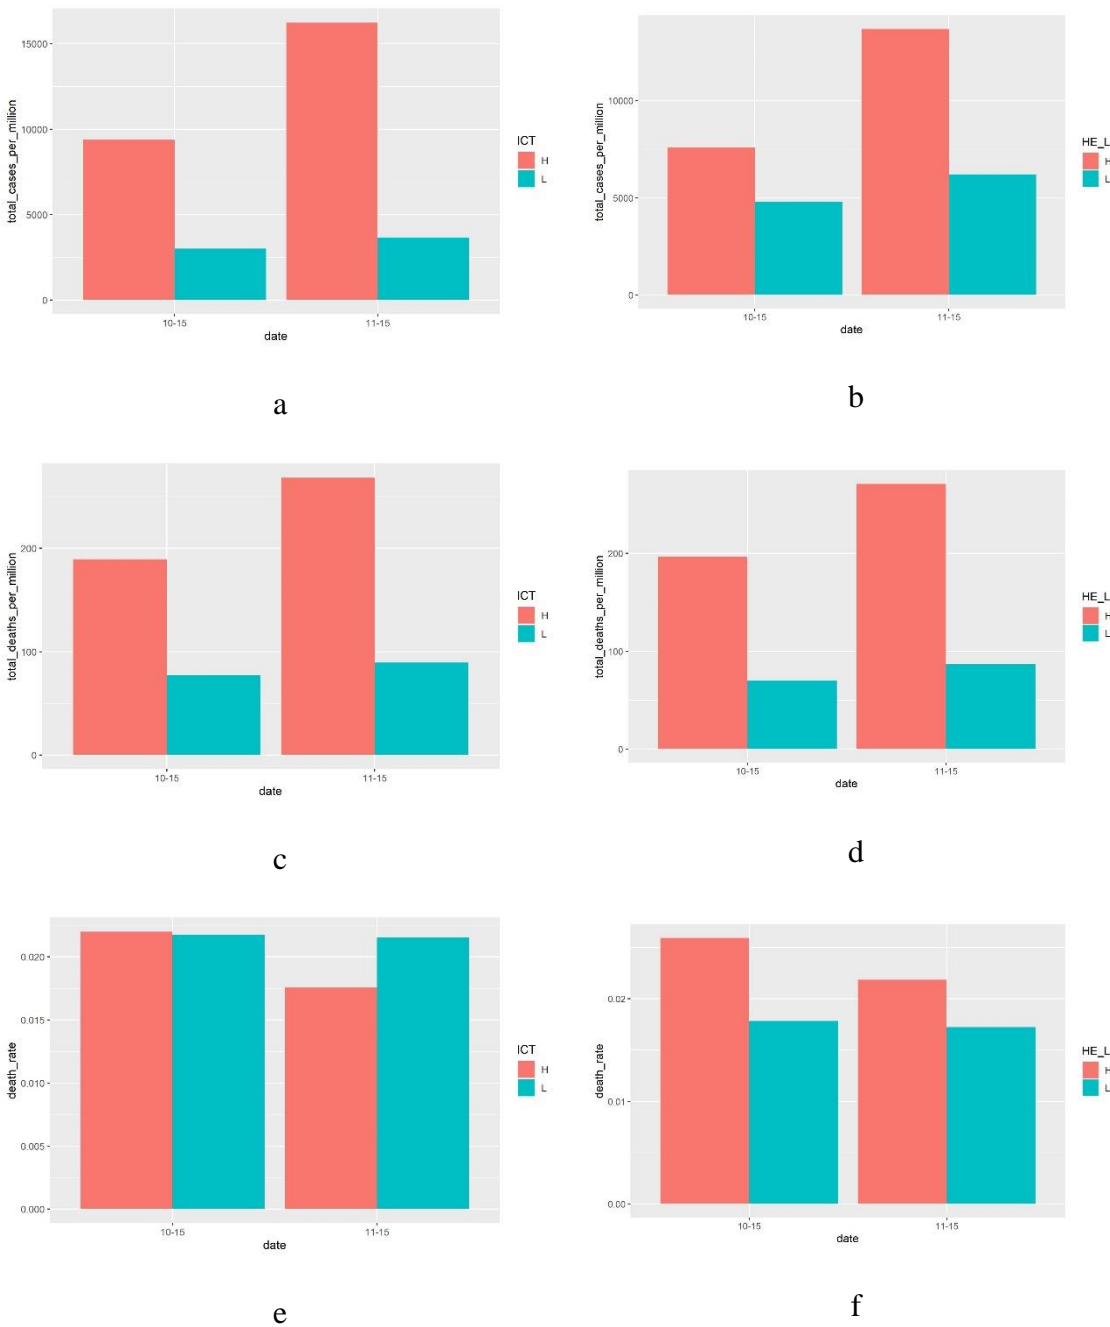 total_cases_per_million
15000
10000
5000
0
10-15
11-15
date
ICT
H
L
a
total_cases_per_million
10000
5000
0
10-15
11-15
date
HE_L
H
L
b
total_deaths_per_million
200
100
0
10-15
11-15
date
ICT
H
L
c
total_deaths_per_million
200
100
0
10-15
11-15
date
HE_L
H
L
d
death_rate
0.020
0.015
0.010
0.005
0.000
10-15
11-15
date
ICT
H
L
e
death_rate
0.02
0.01
0.00
10-15
11-15
date
HE_L
H
L
f